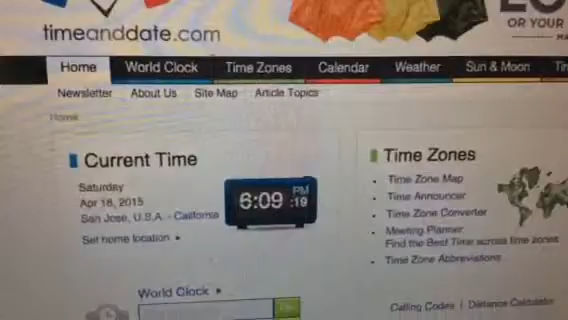 timeanddate.com
OR YOUR
Home World Clock Time Zones Calendar Weather Sun & Moon
Newsletter About Us Site Map Article Topics
Home
Current Time
Saturday
Apr 18, 2015
San Jose, U.S.A. - California
Set home location
6:09 PM :19
Time Zones
Time Zone Map
Time Announcer
Time Zone Converter
Meeting Planner
Find the Best Time across time zones
Time Zone Abbreviations
World Clock
Calling Codes | Distance Calculator